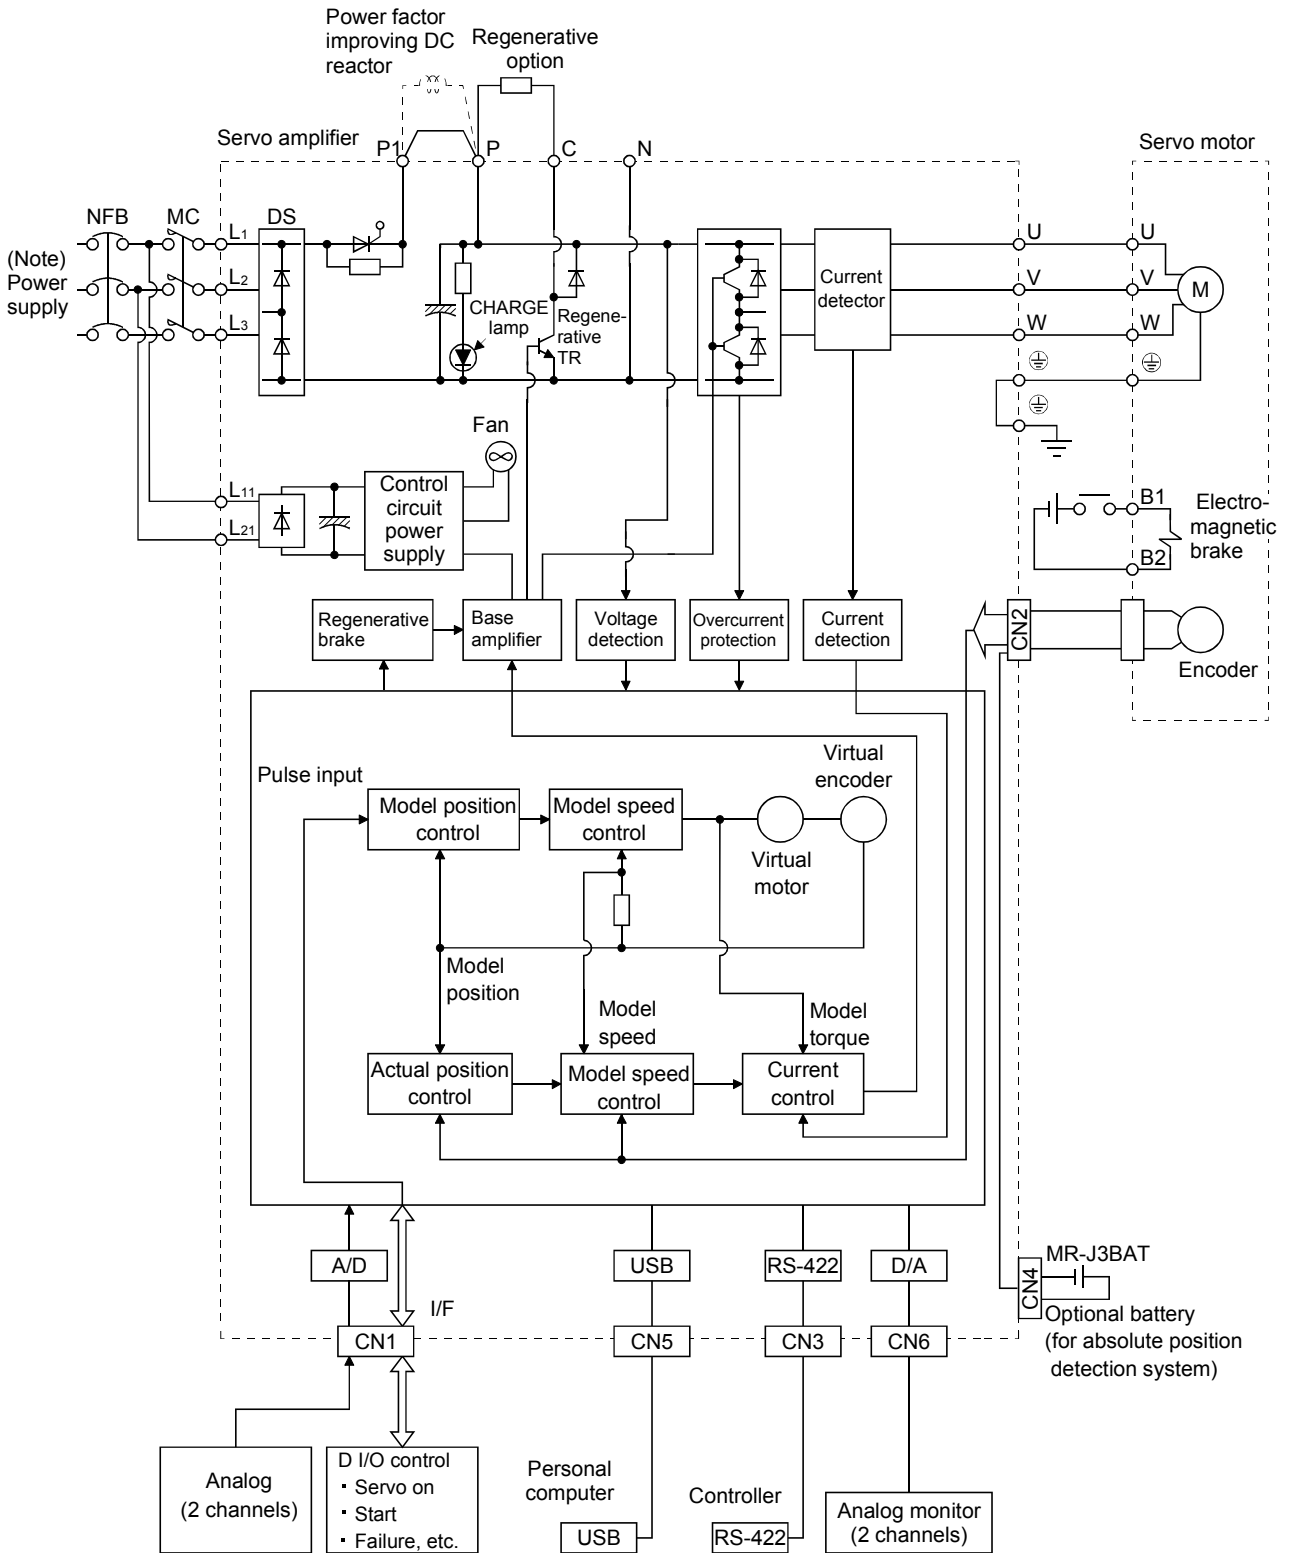 Power factor
improving DC
reactor
Regenerative
option
Servo amplifier
P1
P
C
N
Servo motor
NFB
MC
L1
DS
U
U
(Note)
Power
supply
L2
Current
detector
V
V
M
CHARGE
lamp
Regene-
rative
TR
L3
W
W
Fan
L11
Control
circuit
power
supply
B1
Electro-
magnetic
brake
L21
B2
Regenerative
brake
Base
amplifier
Voltage
detection
Overcurrent
protection
Current
detection
CN2
Encoder
Pulse input
Virtual
encoder
Model position
control
Model speed
control
Virtual
motor
Model
position
Model
speed
Model
torque
Actual position
control
Model speed
control
Current
control
A/D
USB
RS-422
D/A
MR-J3BAT
CN4
I/F
Optional battery
(for absolute position
detection system)
CN1
CN5
CN3
CN6
Analog
(2 channels)
D I/O control
· Servo on
· Start
· Failure, etc.
Personal
computer
USB
Controller
RS-422
Analog monitor
(2 channels)